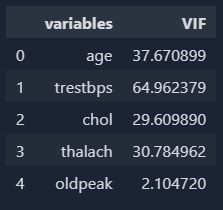 variables VIF
0 age 37.670899
1 trestbps 64.962379
2 chol 29.609890
3 thalach 30.784962
4 oldpeak 2.104720